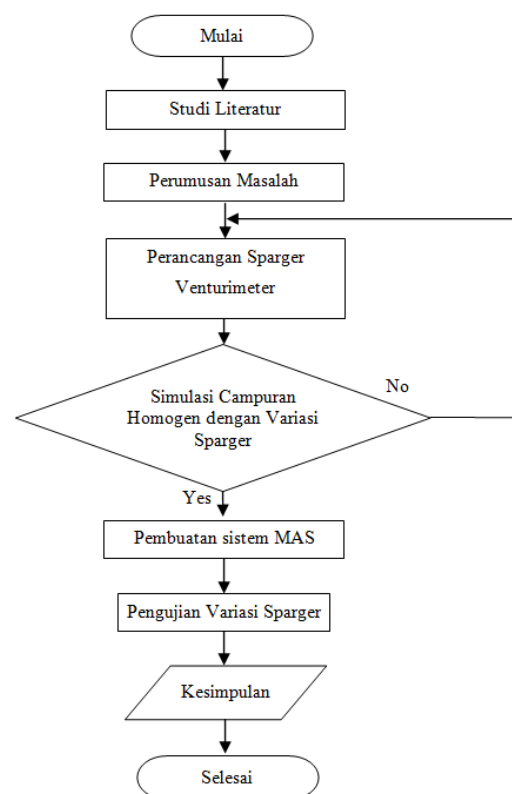 Mulai
Studi Literatur
Perumusan Masalah
Perancangan Sparger
Venturimeter
Simulasi Campuran
Homogen dengan Variasi
Sparger
No
Yes
Pembuatan sistem MAS
Pengujian Variasi Sparger
Kesimpulan
Selesai